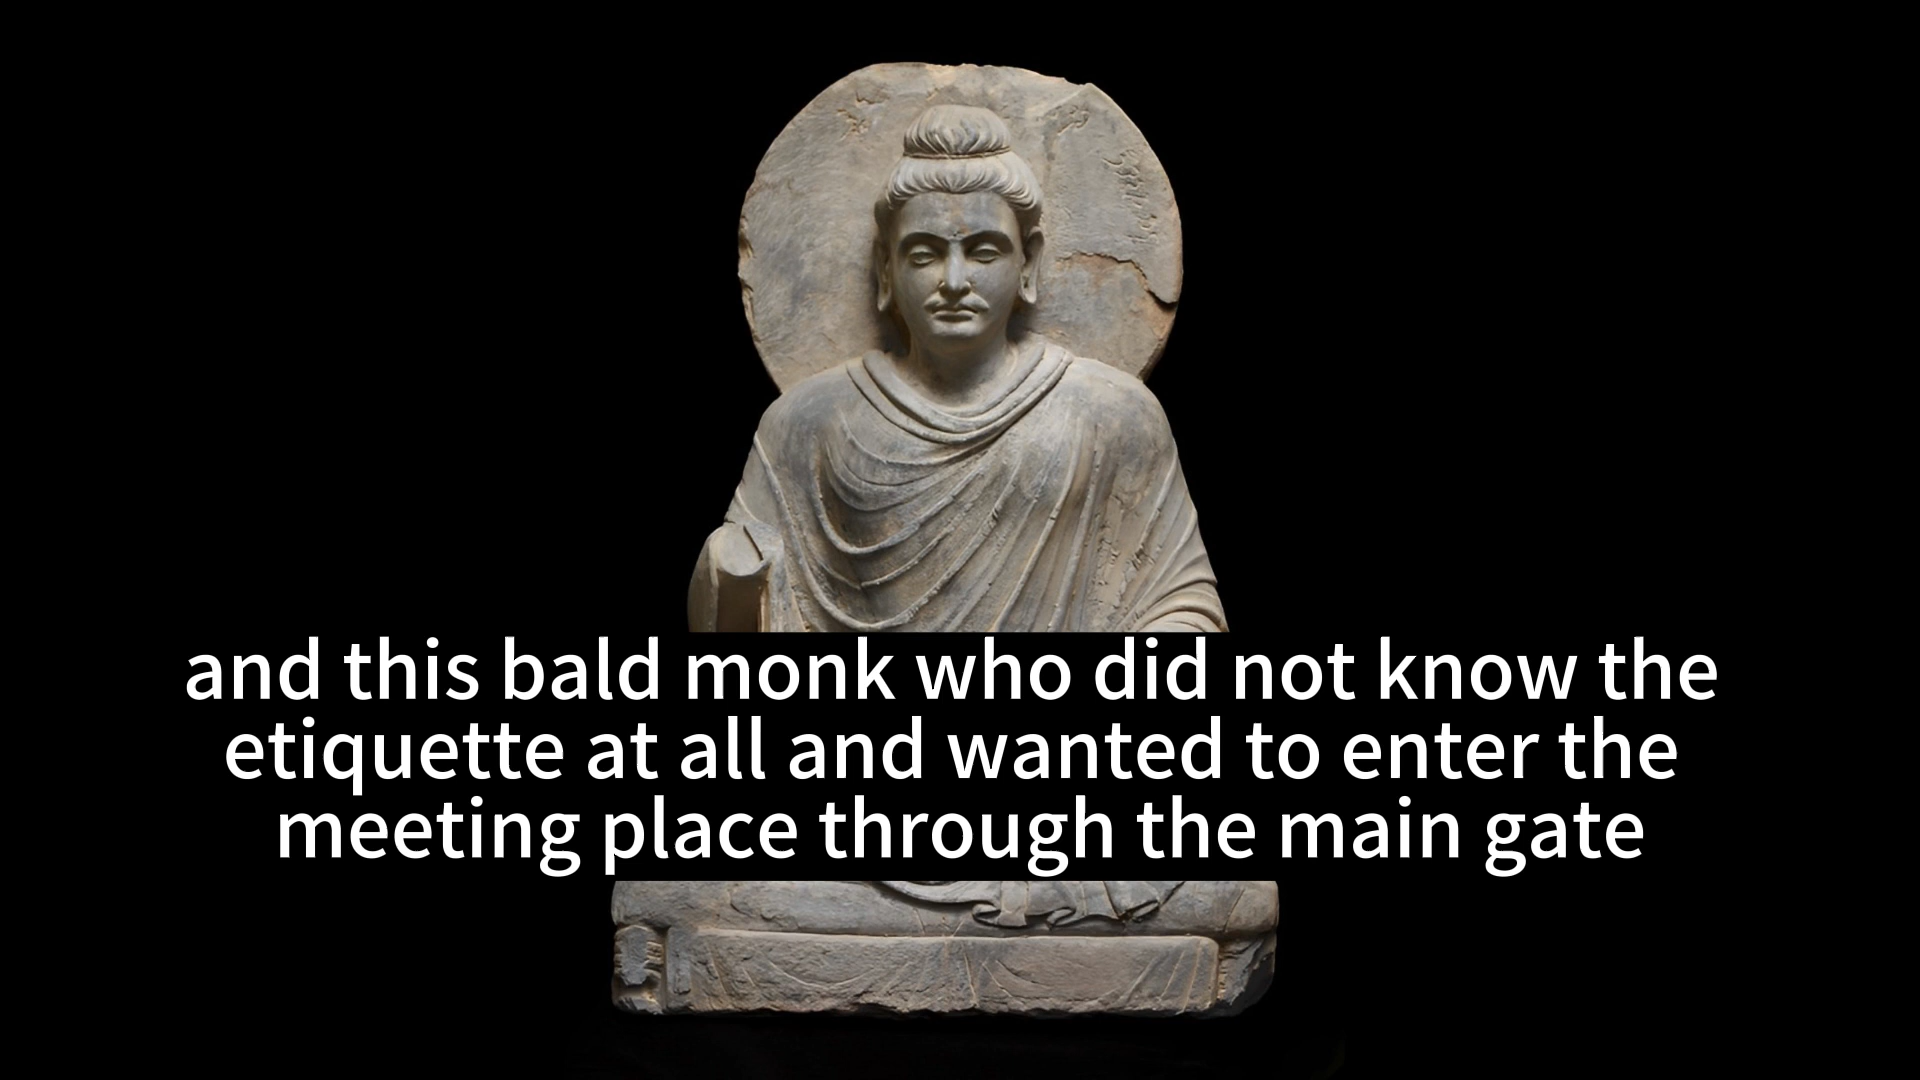 and this bald monk who did not know the
etiquette at all and wanted to enter the
meeting place through the main gate